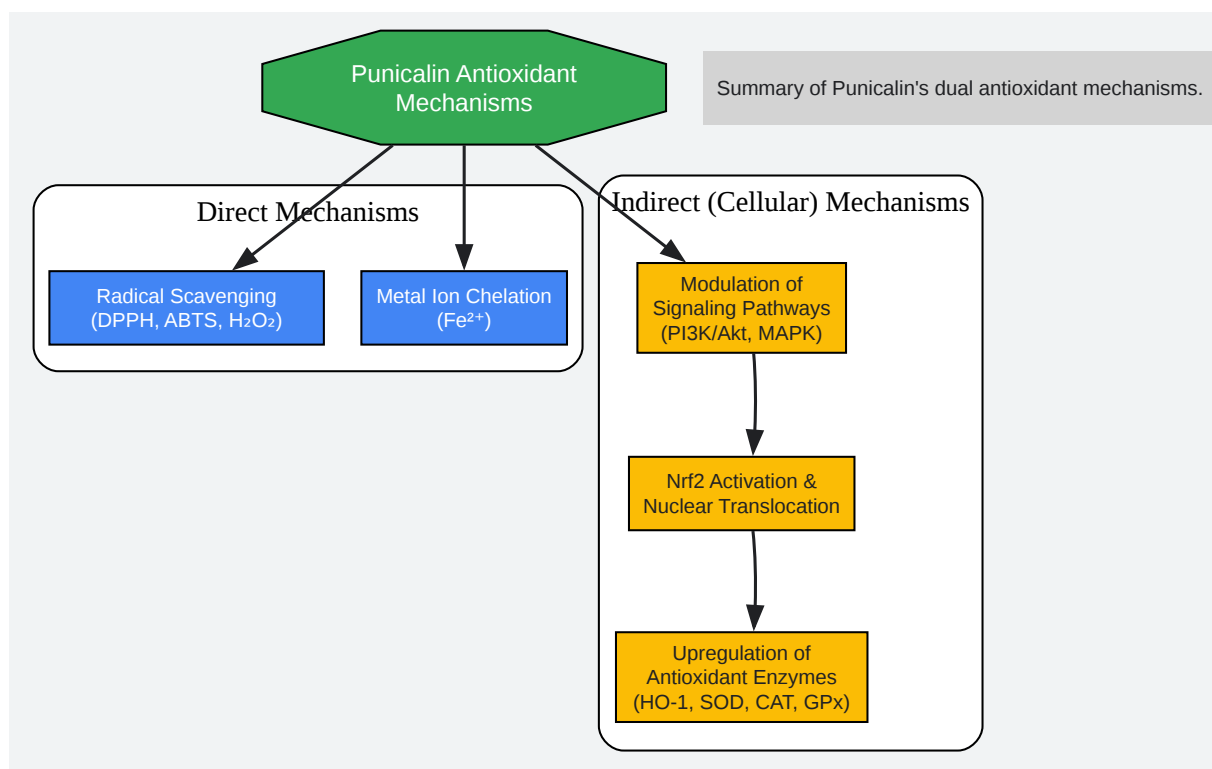 Punicalin Antioxidant
Mechanisms
Summary of Punicalin's dual antioxidant mechanisms.
Direct Mechanisms
Radical Scavenging
(DPPH, ABTS, H₂O₂)
Metal Ion Chelation
(Fe²⁺)
Indirect (Cellular) Mechanisms
Modulation of
Signaling Pathways
(PI3K/Akt, MAPK)
Nrf2 Activation &
Nuclear Translocation
Upregulation of
Antioxidant Enzymes
(HO-1, SOD, CAT, GPx)